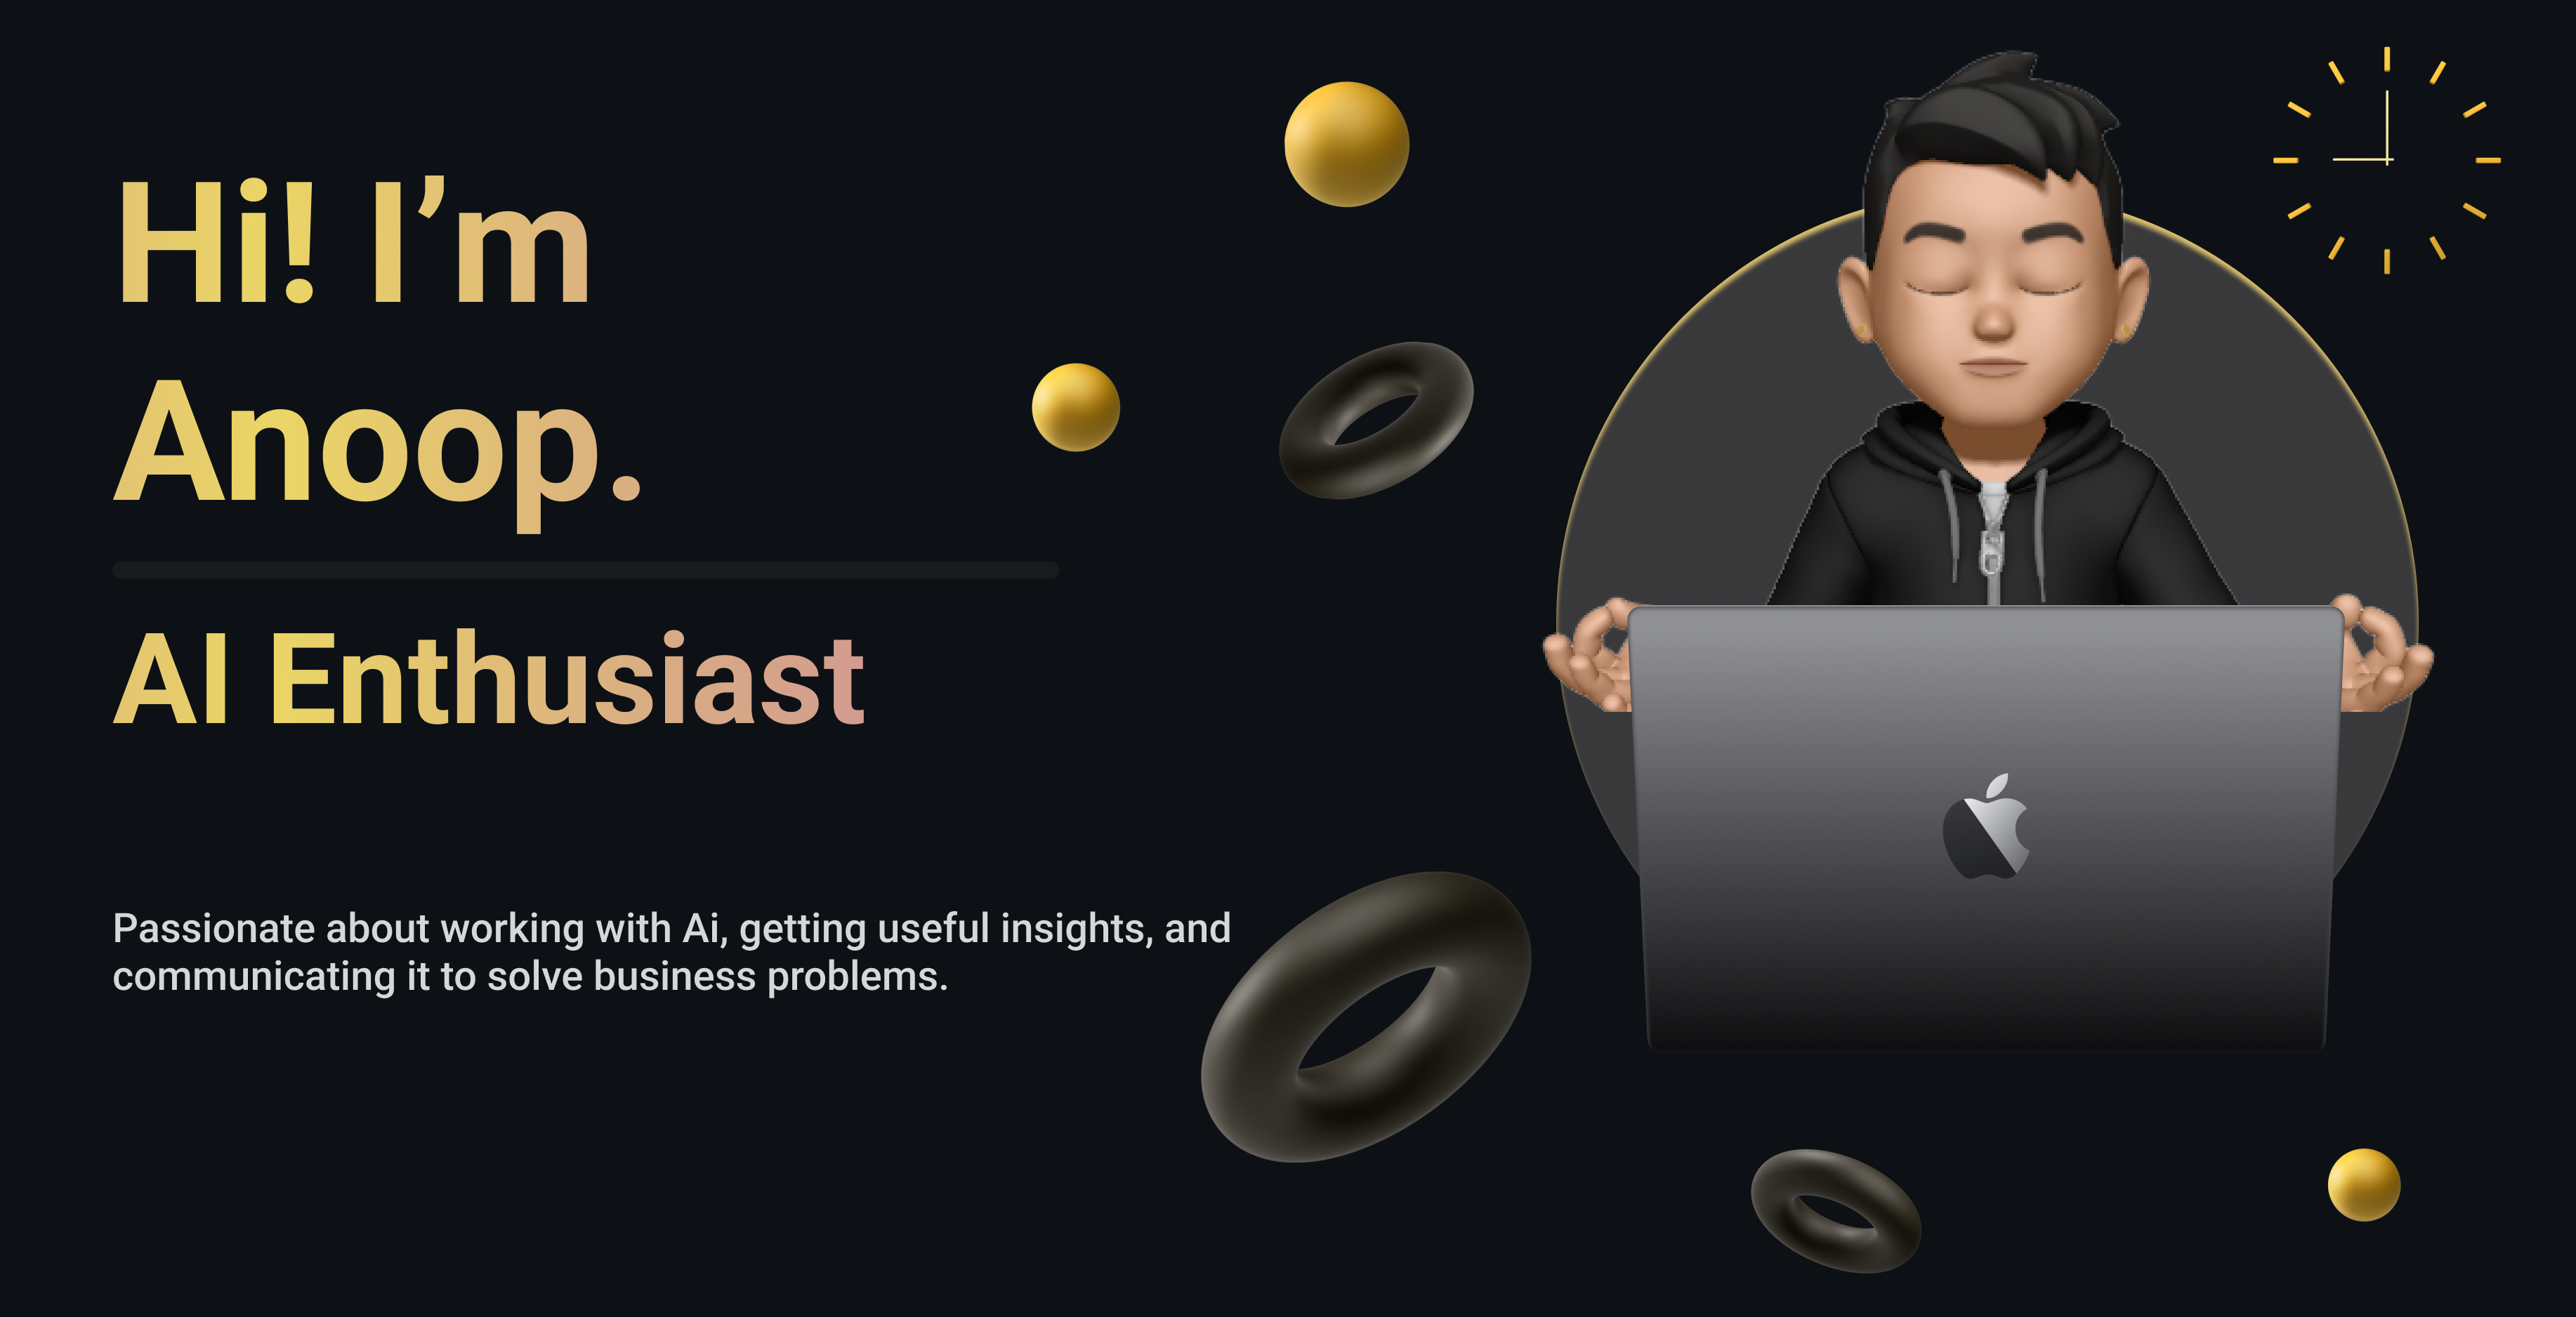 Hi! I’m
Anoop.
AI Enthusiast
Passionate about working with Ai, getting useful insights, and
communicating it to solve business problems.